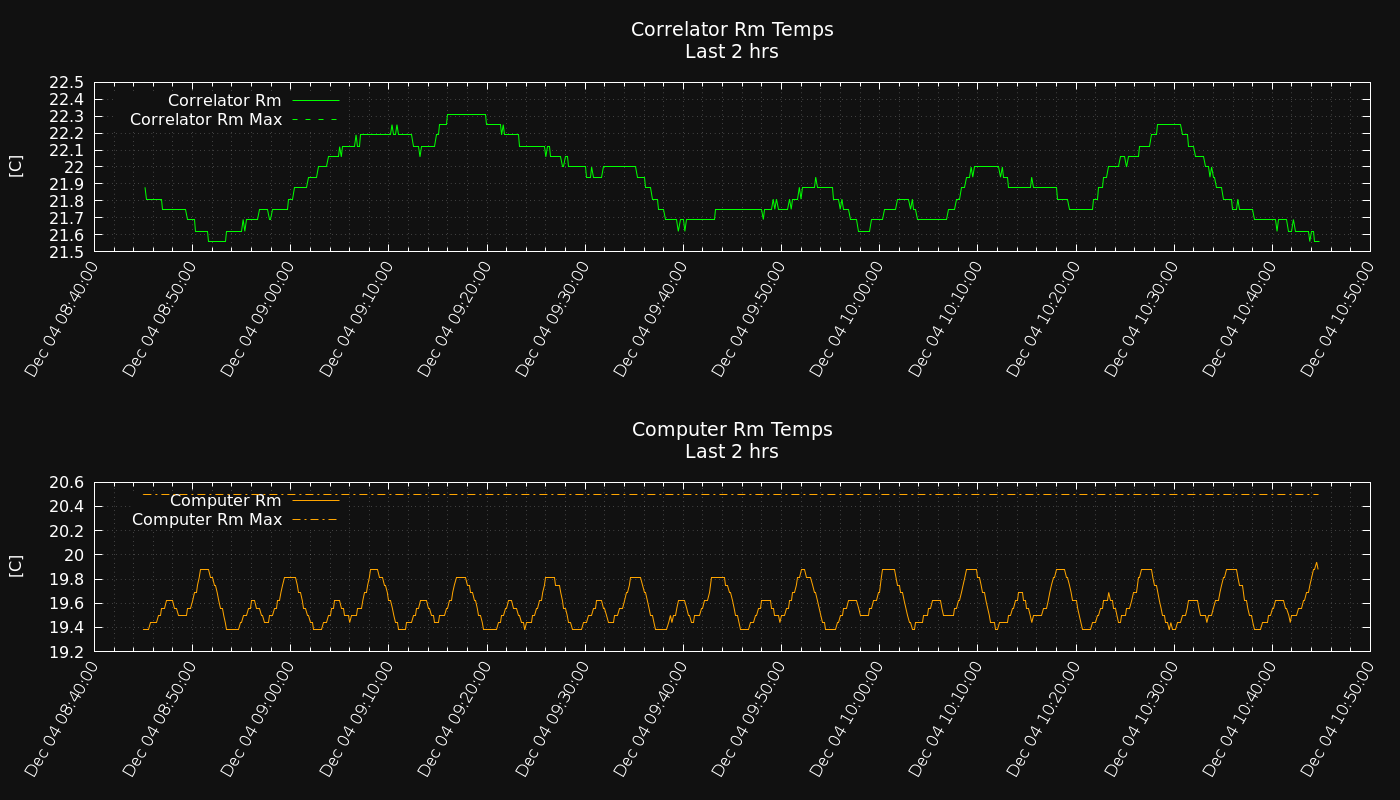 Correlator Rm Temps
Last 2 hrs
22.5
22.4
22.3
22.2
22.1
22
21.9
21.8
21.7
21.6
21.5
[C]
Correlator Rm
Correlator Rm Max
Dec 04 08:40:00
Dec 04 08:50:00
Dec 04 09:00:00
Dec 04 09:10:00
Dec 04 09:20:00
Dec 04 09:30:00
Dec 04 09:40:00
Dec 04 09:50:00
Dec 04 10:00:00
Dec 04 10:10:00
Dec 04 10:20:00
Dec 04 10:30:00
Dec 04 10:40:00
Dec 04 10:50:00
Computer Rm Temps
Last 2 hrs
20.6
20.4
20.2
20
19.8
19.6
19.4
19.2
[C]
Computer Rm
Computer Rm Max
Dec 04 08:40:00
Dec 04 08:50:00
Dec 04 09:00:00
Dec 04 09:10:00
Dec 04 09:20:00
Dec 04 09:30:00
Dec 04 09:40:00
Dec 04 09:50:00
Dec 04 10:00:00
Dec 04 10:10:00
Dec 04 10:20:00
Dec 04 10:30:00
Dec 04 10:40:00
Dec 04 10:50:00